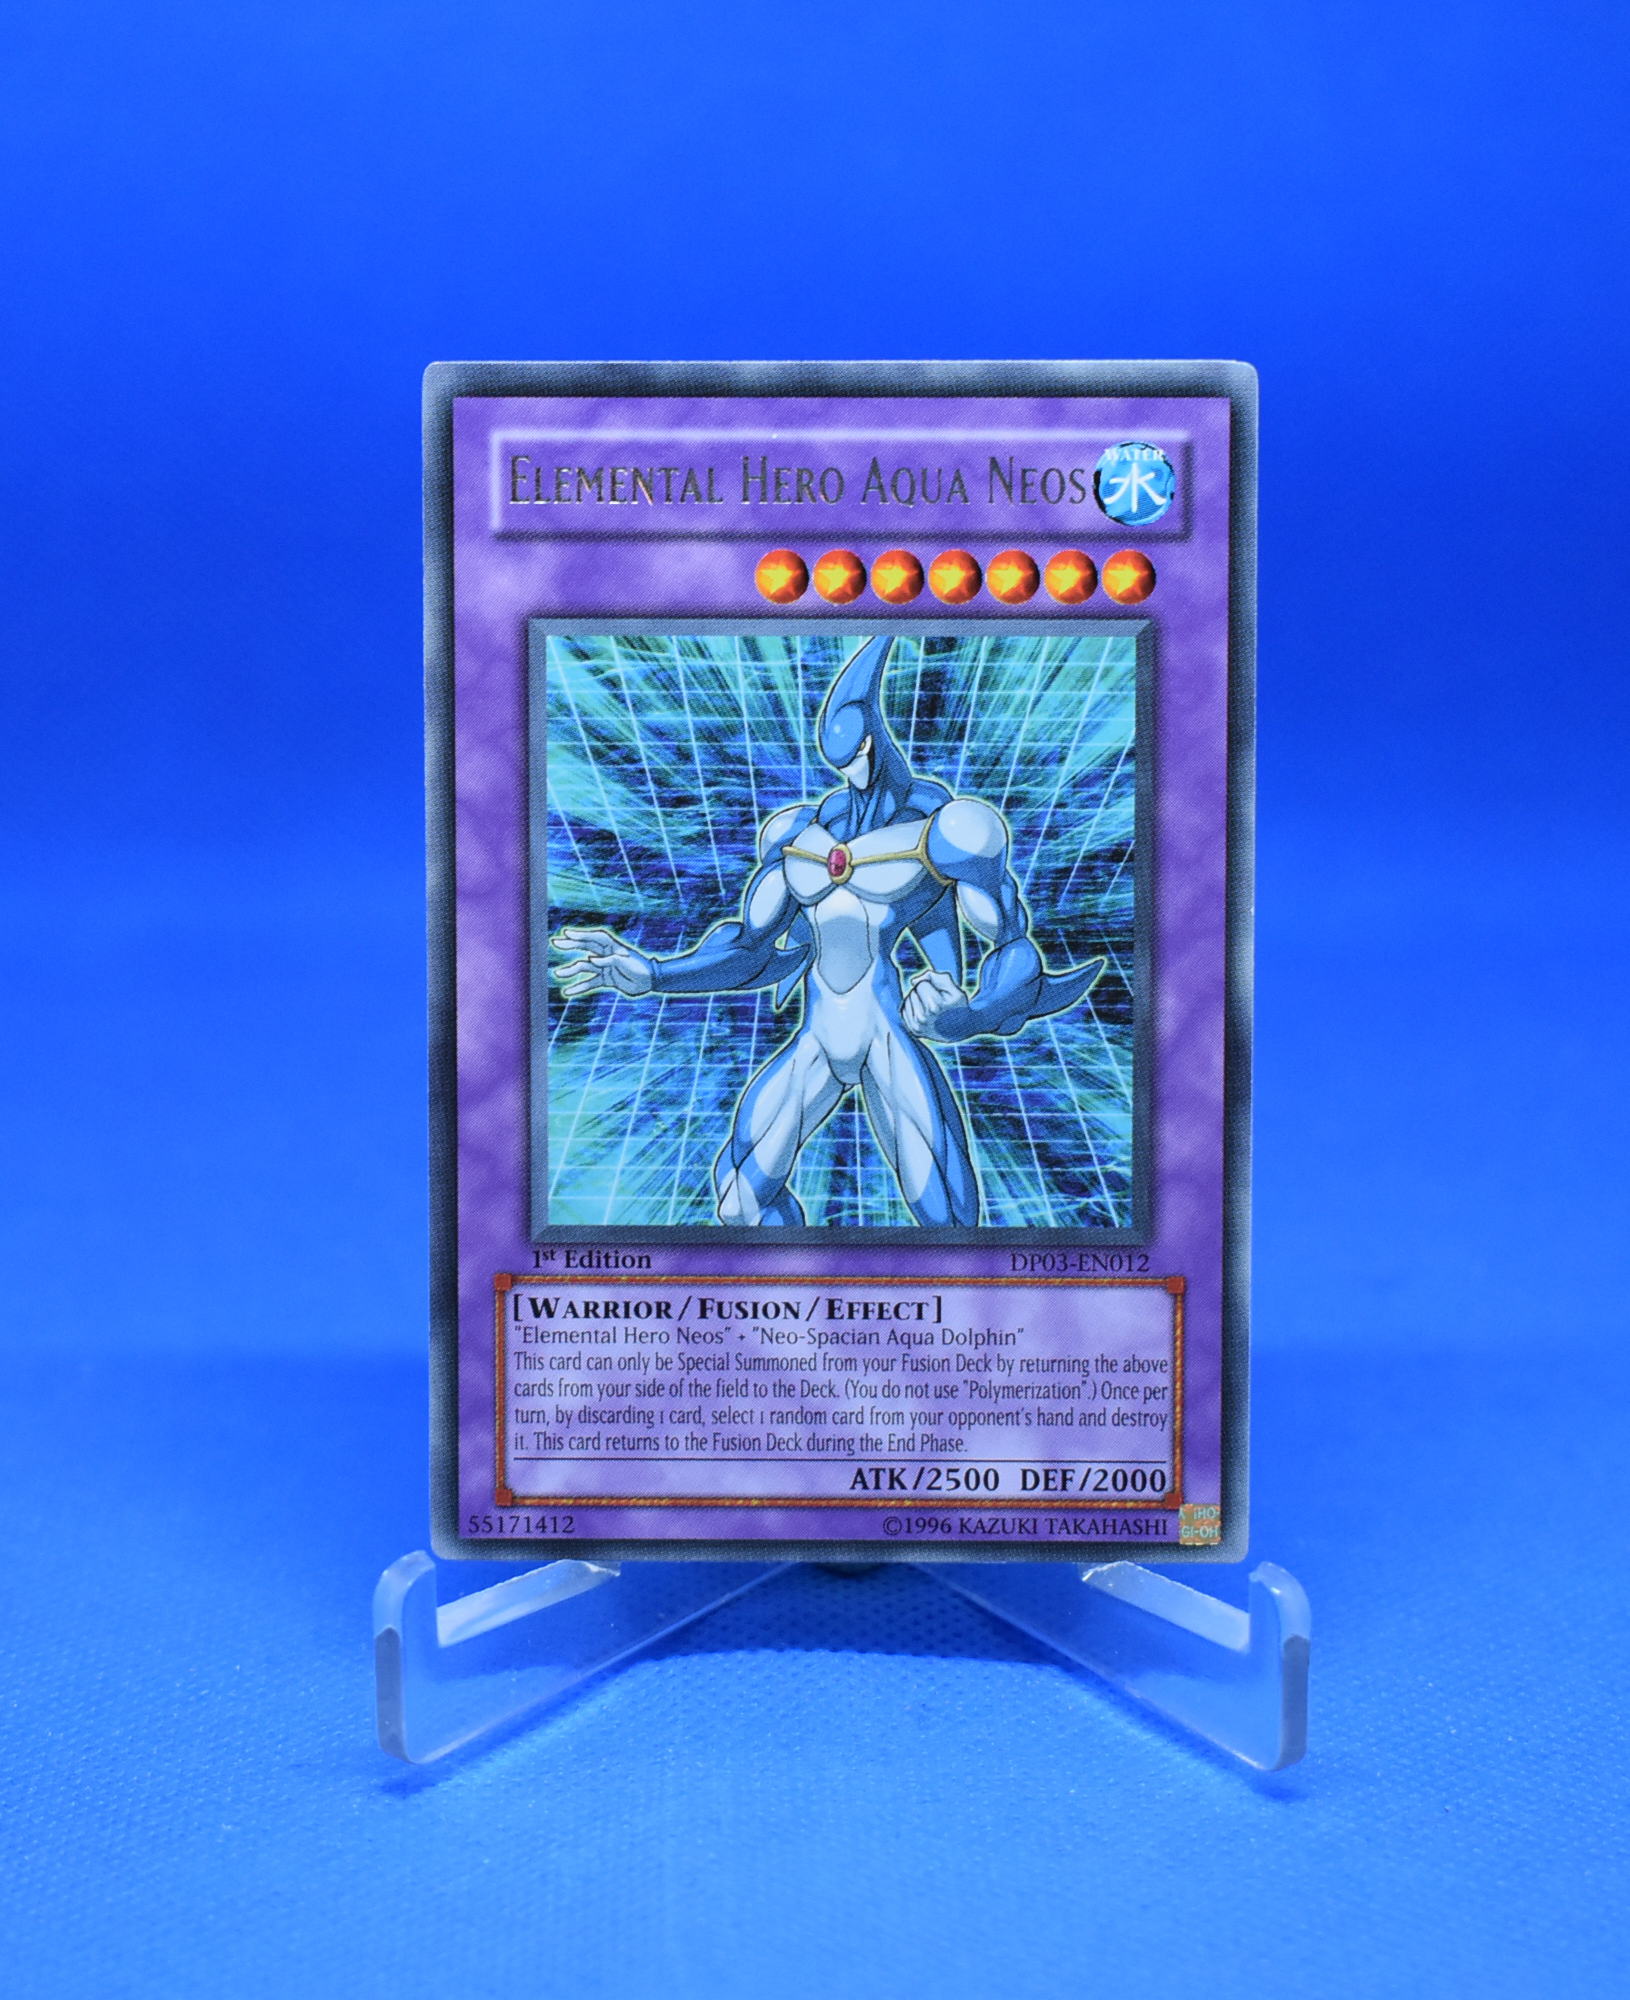 Elemental Hero Aqua Neos
WATER
水
1st Edition
DP03-EN012
[Warrior/Fusion/Effect]
"Elemental Hero Neos" + "Neo-Spacian Aqua Dolphin"
This card can only be Special Summoned from your Fusion Deck by returning the above
cards from your side of the field to the Deck. (You do not use "Polymerization".) Once per
turn, by discarding 1 card, select 1 random card from your opponent's hand and destroy
it. This card returns to the Fusion Deck during the End Phase.
ATK/2500 DEF/2000
55171412
©1996 KAZUKI TAKAHASHI
GI-OH